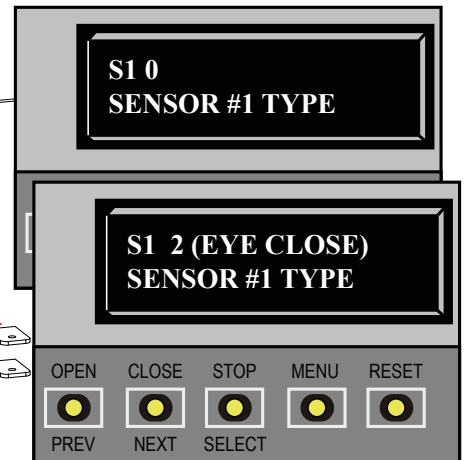 S1 0
SENSOR #1 TYPE
S1 2 (EYE CLOSE)
SENSOR #1 TYPE
OPEN CLOSE STOP MENU RESET
PREV NEXT SELECT